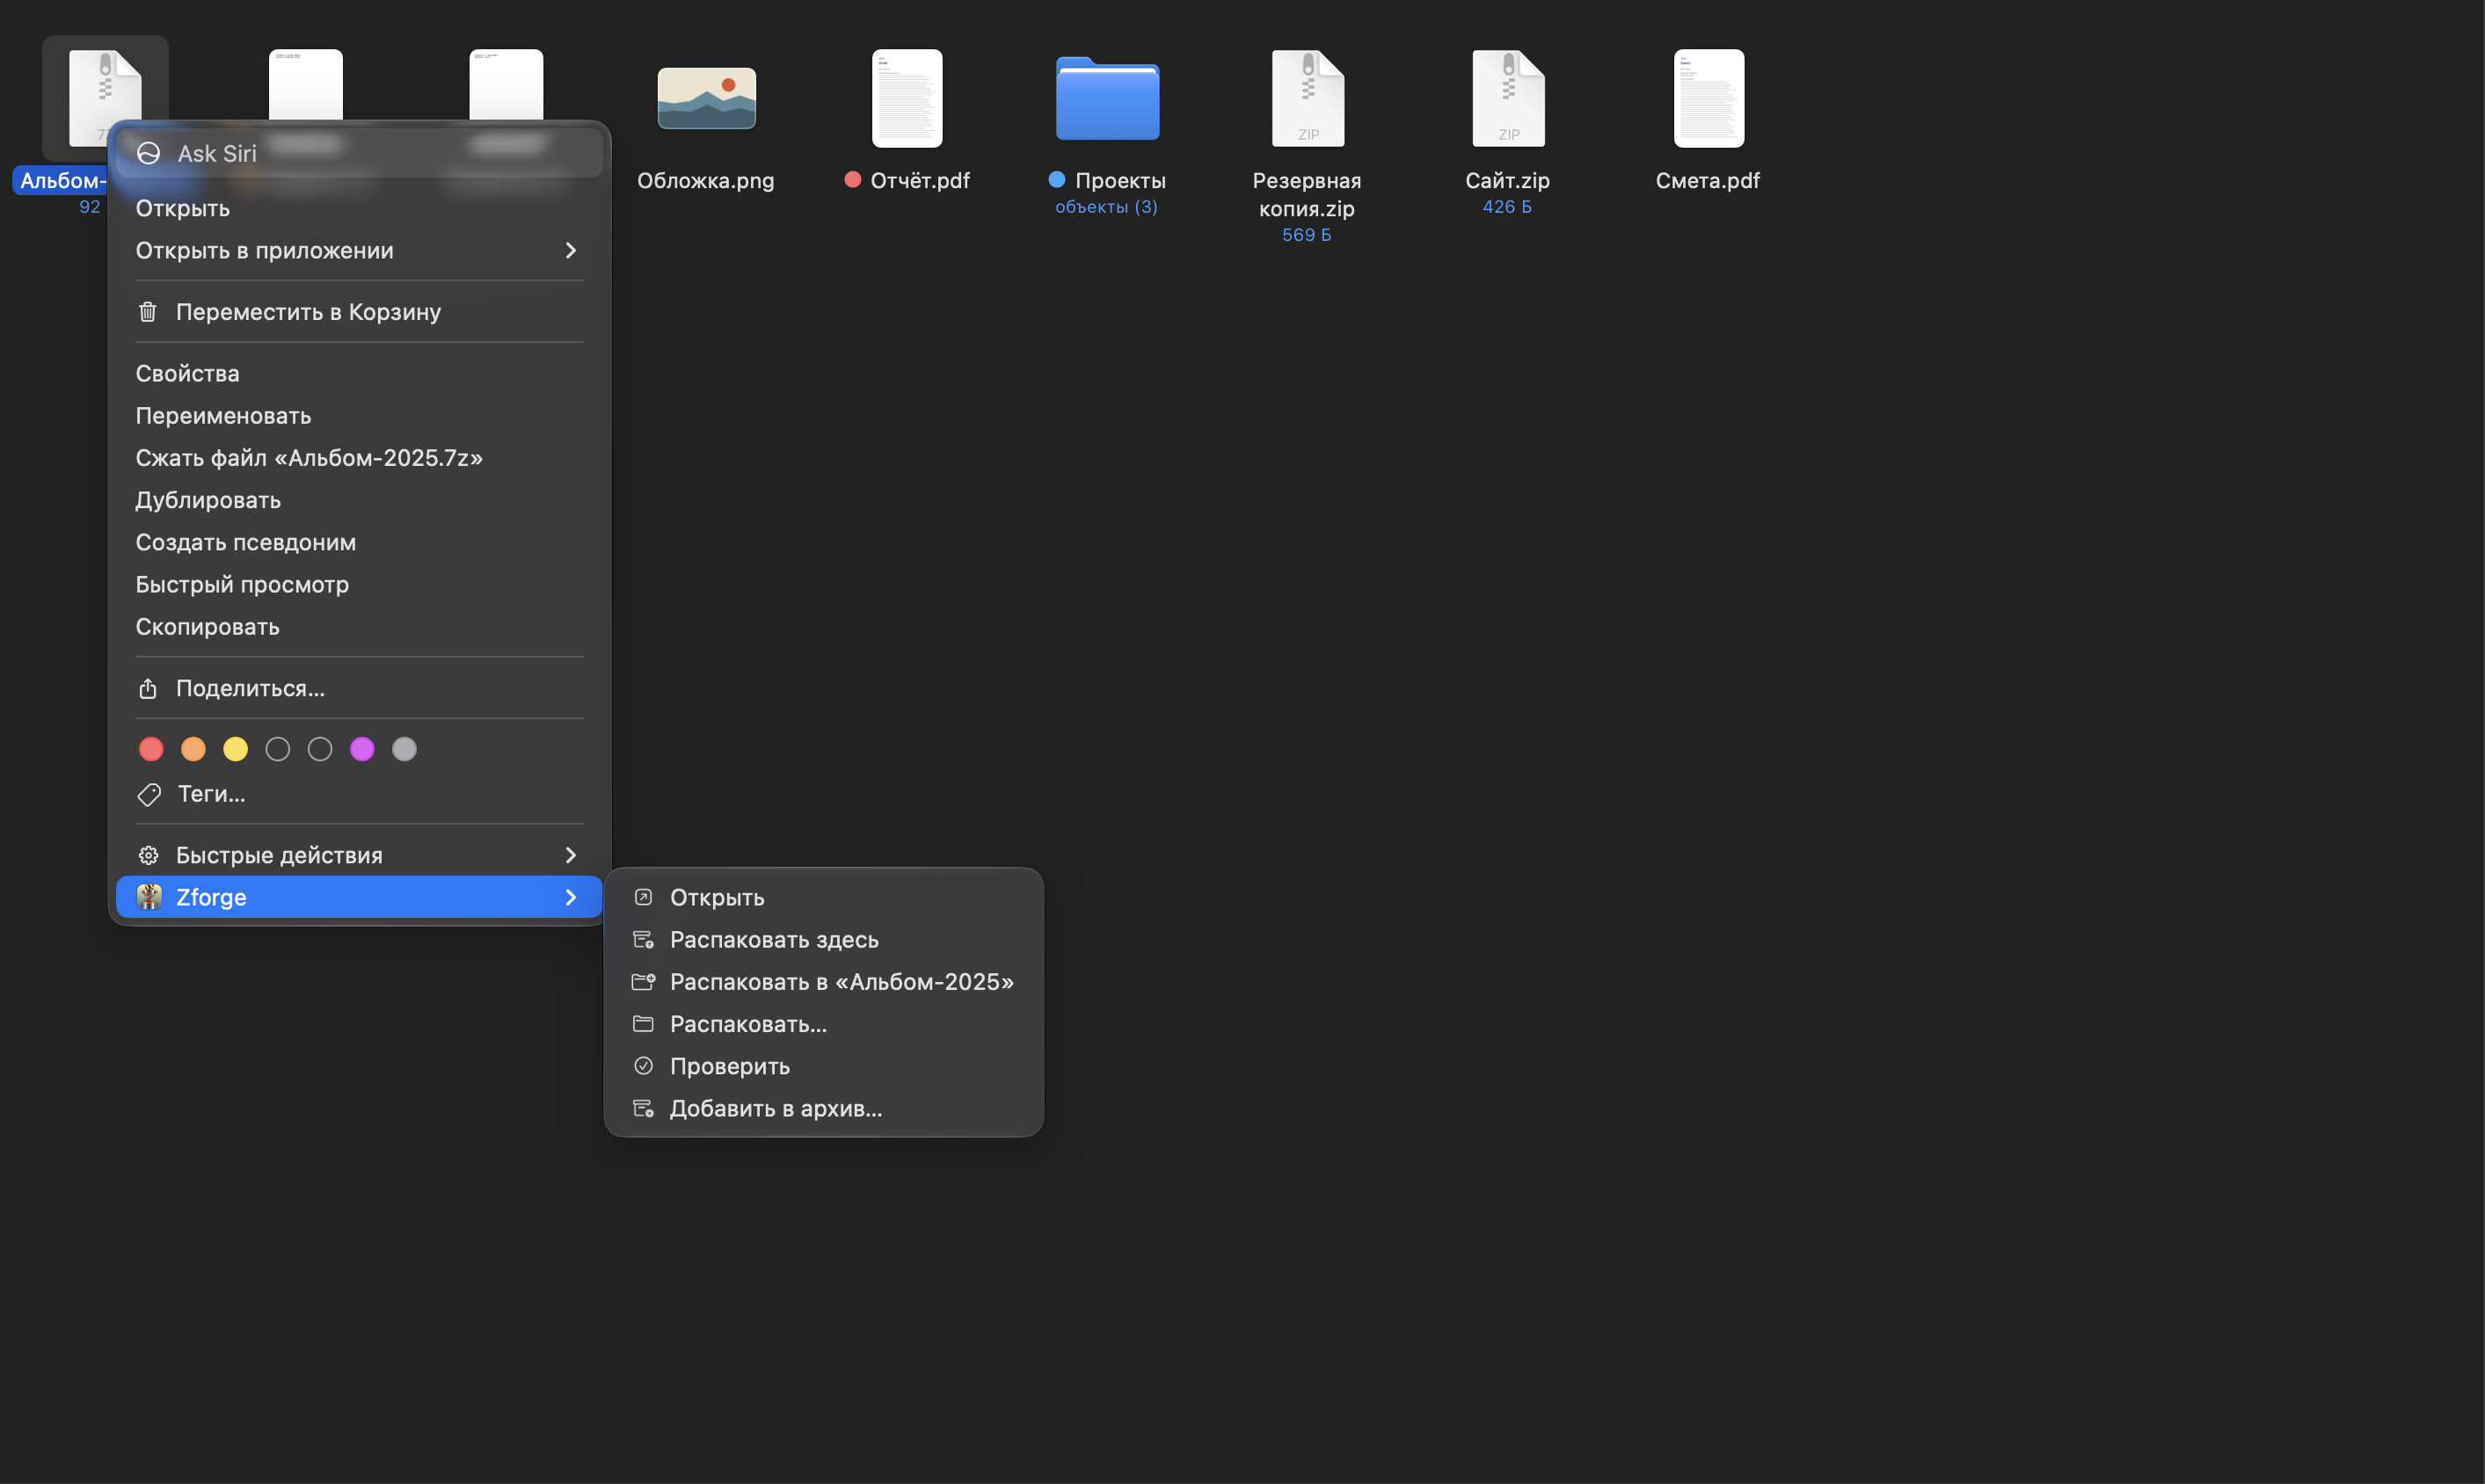 Альбом-
92
Обложка.png
Отчёт.pdf
Проекты
объекты (3)
ZIP
Резервная
копия.zip
569 Б
ZIP
Сайт.zip
426 Б
Смета.pdf
Ask Siri
Открыть
Открыть в приложении
Переместить в Корзину
Свойства
Переименовать
Сжать файл «Альбом-2025.7z»
Дублировать
Создать псевдоним
Быстрый просмотр
Скопировать
Поделиться...
Теги...
Быстрые действия
Zforge
Открыть
Распаковать здесь
Распаковать в «Альбом-2025»
Распаковать...
Проверить
Добавить в архив...